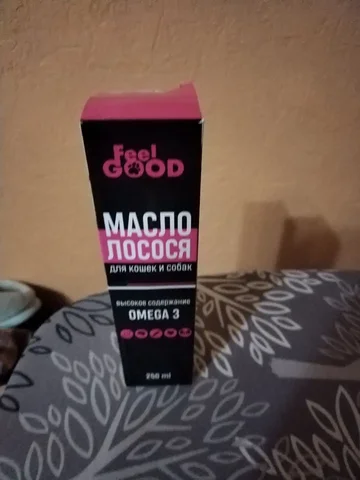 Feel
GOOD
МАСЛО
ЛОСОСЯ
для кошек и собак
высокое содержание
OMEGA 3
250 ml